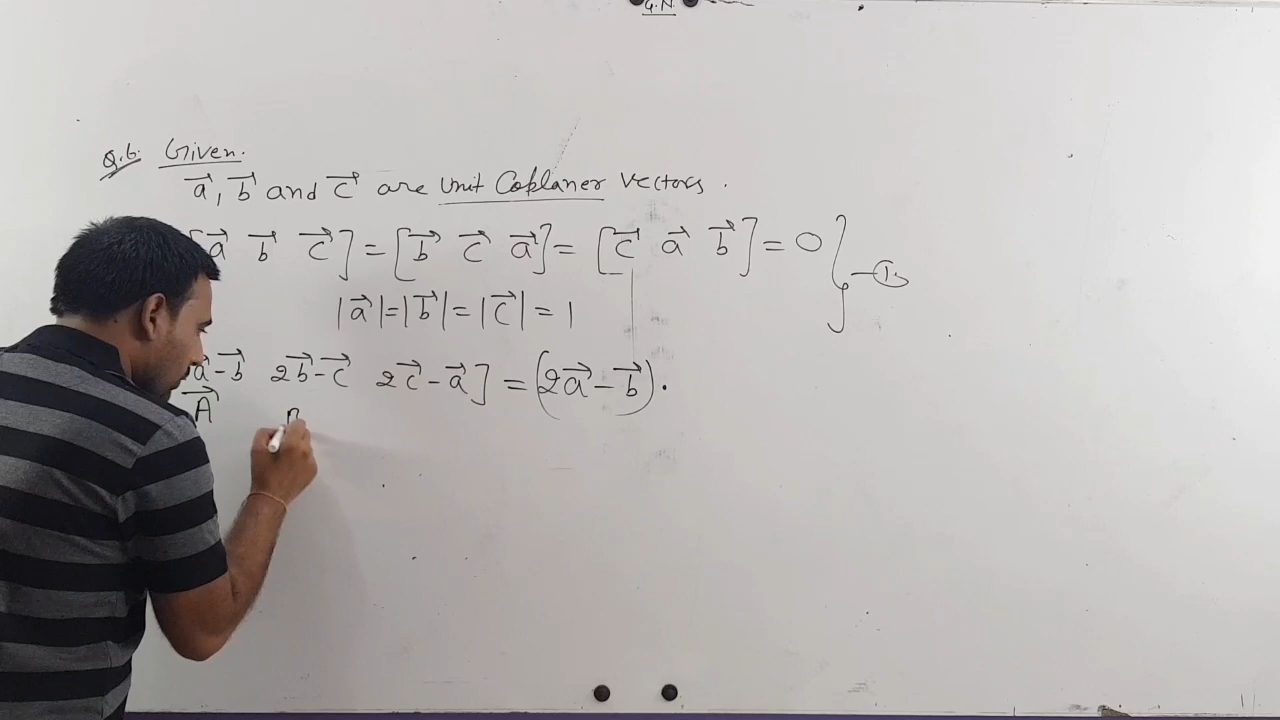 G.N.
Q.6. Given.
a⃗, b⃗ and c⃗ are Unit Coplaner Vectors.
[a⃗ b⃗ c⃗] = [b⃗ c⃗ a⃗] = [c⃗ a⃗ b⃗] = 0 } — ①
|a⃗| = |b⃗| = |c⃗| = 1
a⃗-b⃗ 2b⃗-c⃗ 2c⃗-a⃗] = (2a⃗-b⃗).
A⃗